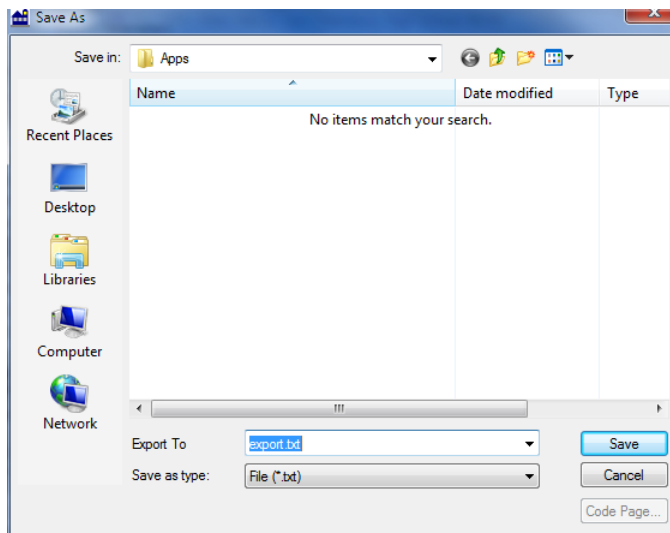 Save As
Save in: Apps
Name Date modified Type
No items match your search.
Recent Places
Desktop
Libraries
Computer
Network
Export To export.txt Save
Save as type: File (*.txt) Cancel
Code Page...